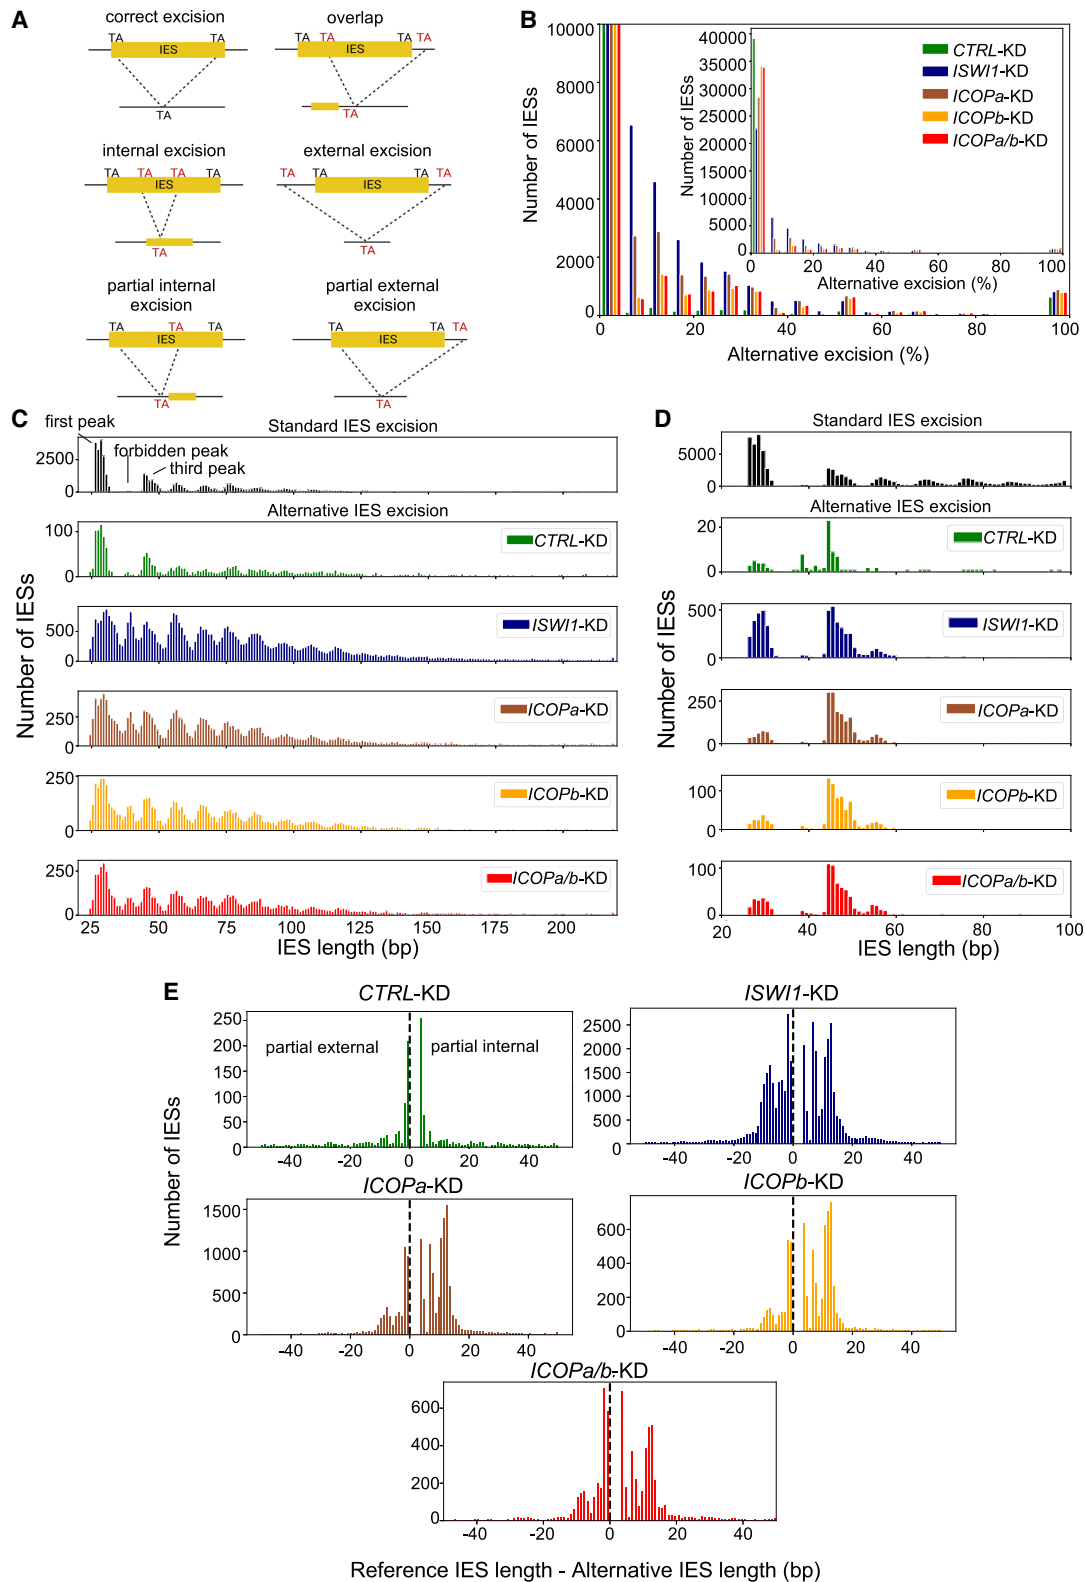 A
correct excision
overlap
TA TA
TA TA TA TA
IES
IES
TA
TA
internal excision
external excision
TA TA TA TA
TA TA TA TA
IES
IES
TA
TA
partial internal excision
partial external excision
TA TA TA
TA TA TA
IES
IES
TA
TA
B
Number of IESs
10000
8000
6000
4000
2000
0
0 20 40 60 80 100
Alternative excision (%)
Number of IESs
40000
35000
30000
25000
20000
15000
10000
5000
0
0 20 40 60 80 100
Alternative excision (%)
CTRL-KD
ISWI1-KD
ICOPa-KD
ICOPb-KD
ICOPa/b-KD
C
first peak
Standard IES excision
forbidden peak
third peak
2500
0
Alternative IES excision
100
0
CTRL-KD
500
0
ISWI1-KD
250
0
ICOPa-KD
250
0
ICOPb-KD
250
0
ICOPa/b-KD
Number of IESs
25 50 75 100 125 150 175 200
IES length (bp)
D
Standard IES excision
5000
0
Alternative IES excision
20
0
CTRL-KD
500
0
ISWI1-KD
250
0
ICOPa-KD
100
0
ICOPb-KD
100
0
ICOPa/b-KD
Number of IESs
20 40 60 80 100
IES length (bp)
E
CTRL-KD
250
200
150
100
50
0
partial external
partial internal
-40 -20 0 20 40
ISWI1-KD
2500
2000
1500
1000
500
0
-40 -20 0 20 40
Number of IESs
ICOPa-KD
1500
1000
500
0
-40 -20 0 20 40
ICOPb-KD
600
400
200
0
-40 -20 0 20 40
ICOPa/b-KD
600
400
200
0
-40 -20 0 20 40
Reference IES length - Alternative IES length (bp)